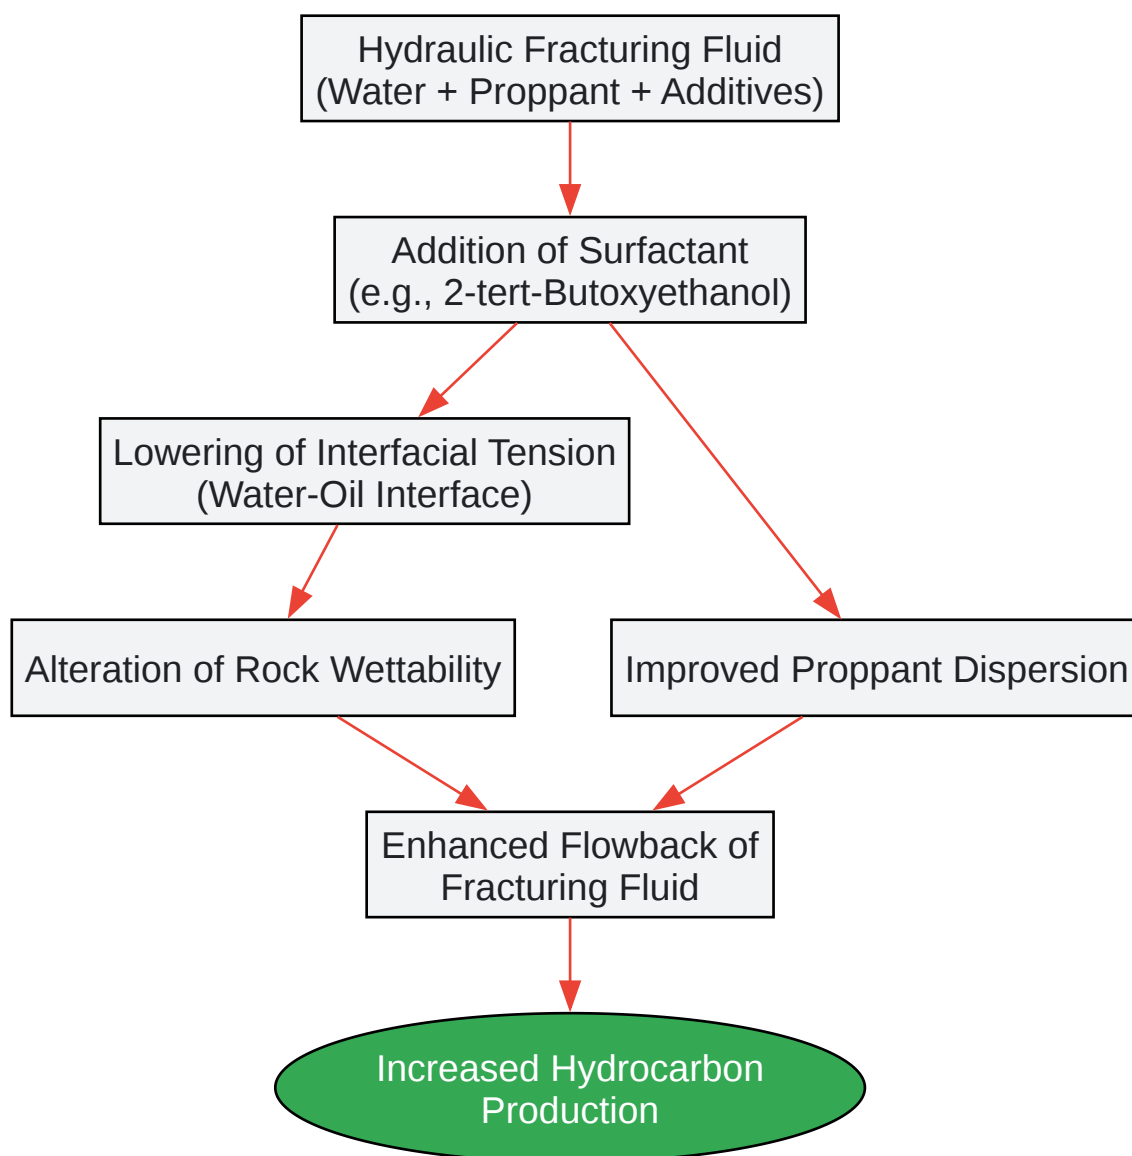 Hydraulic Fracturing Fluid
(Water + Proppant + Additives)
Addition of Surfactant
(e.g., 2-tert-Butoxyethanol)
Lowering of Interfacial Tension
(Water-Oil Interface)
Alteration of Rock Wettability
Improved Proppant Dispersion
Enhanced Flowback of
Fracturing Fluid
Increased Hydrocarbon
Production